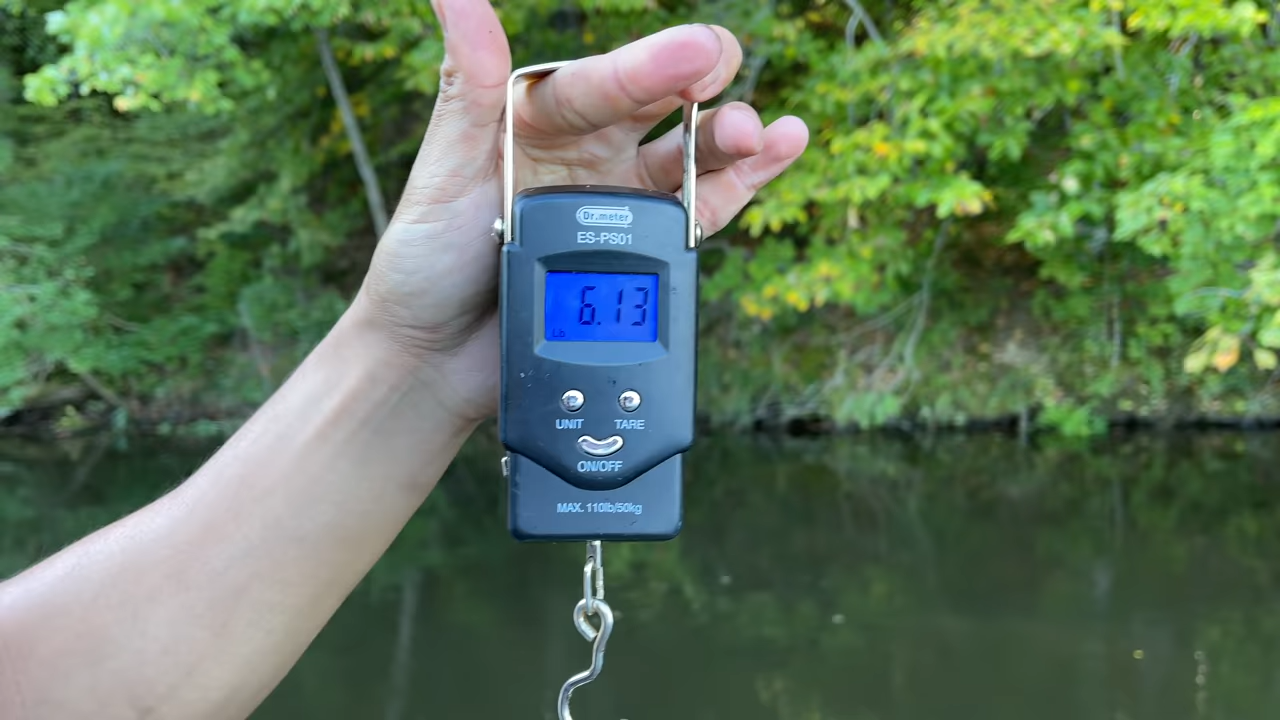 Dr.meter
ES-PS01
6.13
Lb
UNIT TARE
ON/OFF
MAX. 110lb/50kg